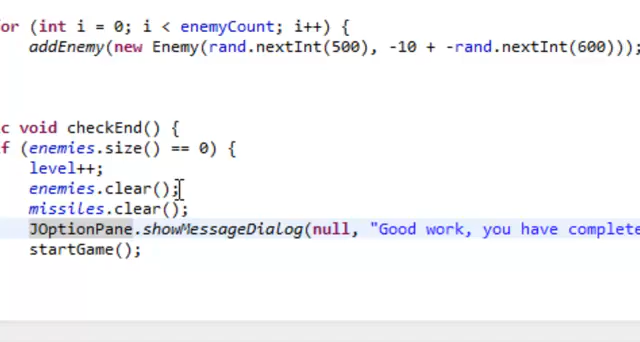 or (int i = 0; i < enemyCount; i++) {
addEnemy(new Enemy(rand.nextInt(500), -10 + -rand.nextInt(600)));
c void checkEnd() {
f (enemies.size() == 0) {
level++;
enemies.clear();
missiles.clear();
JOptionPane.showMessageDialog(null, "Good work, you have complete
startGame();